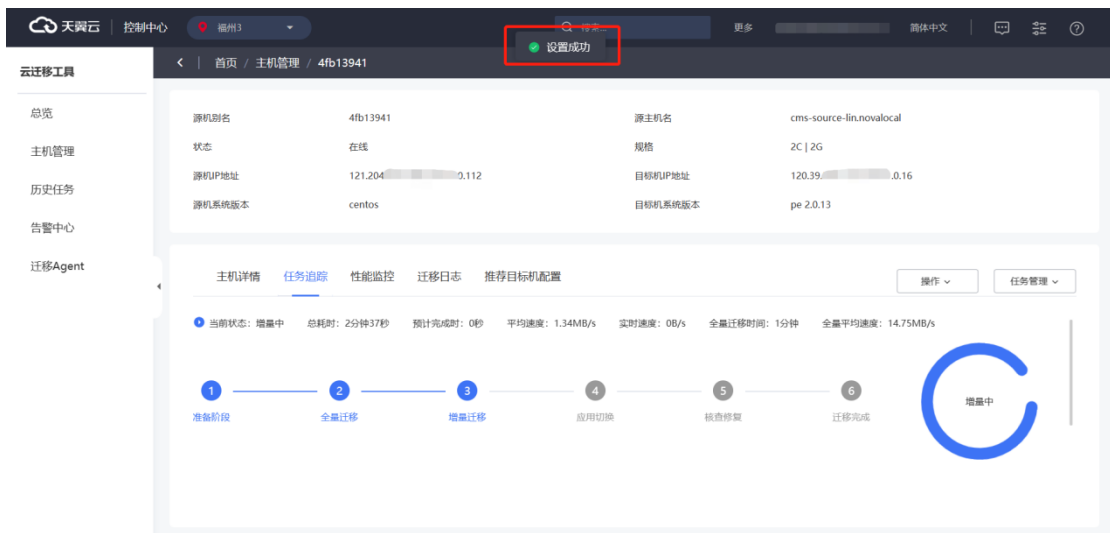 天翼云 控制中心 福州3 搜索... 更多 简体中文
设置成功
云迁移工具
首页 / 主机管理 / 4fb13941
总览
主机管理
历史任务
告警中心
迁移Agent
源机别名 4fb13941 源主机名 cms-source-lin.novalocal
状态 在线 规格 2C | 2G
源机IP地址 121.204 0.112 目标机IP地址 120.39. .0.16
源机系统版本 centos 目标机系统版本 pe 2.0.13
主机详情 任务追踪 性能监控 迁移日志 推荐目标机配置 操作 任务管理
当前状态: 增量中 总耗时: 2分钟37秒 预计完成时: 0秒 平均速度: 1.34MB/s 实时速度: 0B/s 全量迁移时间: 1分钟 全量平均速度: 14.75MB/s
1 2 3 4 5 6
准备阶段 全量迁移 增量迁移 应用切换 核查修复 迁移完成
增量中